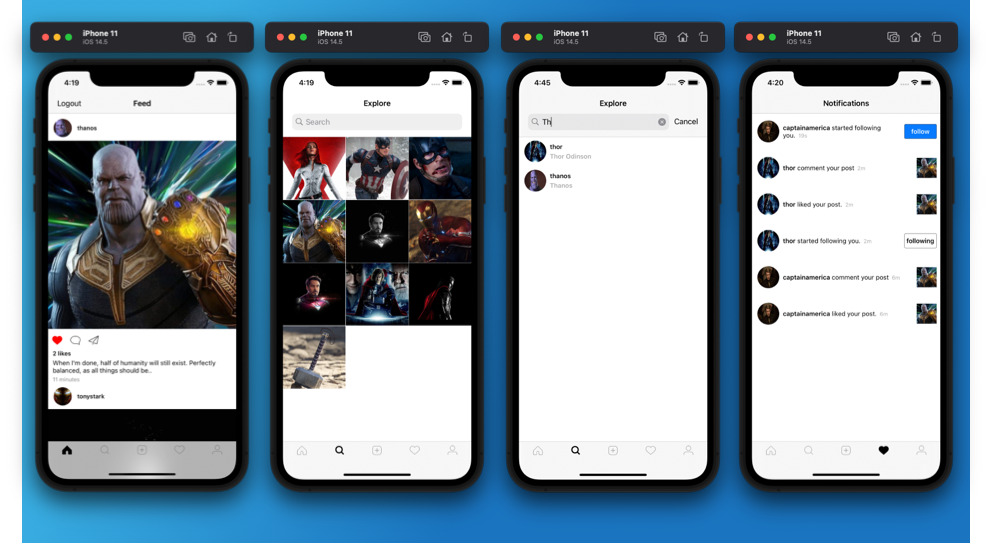 iPhone 11
iOS 14.5
4:19
Logout
Feed
thanos
2 likes
When I'm done, half of humanity will still exist. Perfectly
balanced, as all things should be..
11 minutes
tonystark
iPhone 11
iOS 14.5
4:19
Explore
Search
iPhone 11
iOS 14.5
4:45
Explore
Th
Cancel
thor
Thor Odinson
thanos
Thanos
iPhone 11
iOS 14.5
4:20
Notifications
captainamerica started following
you. 19s
follow
thor comment your post 2m
thor liked your post. 2m
thor started following you. 2m
following
captainamerica comment your post 6m
captainamerica liked your post. 6m